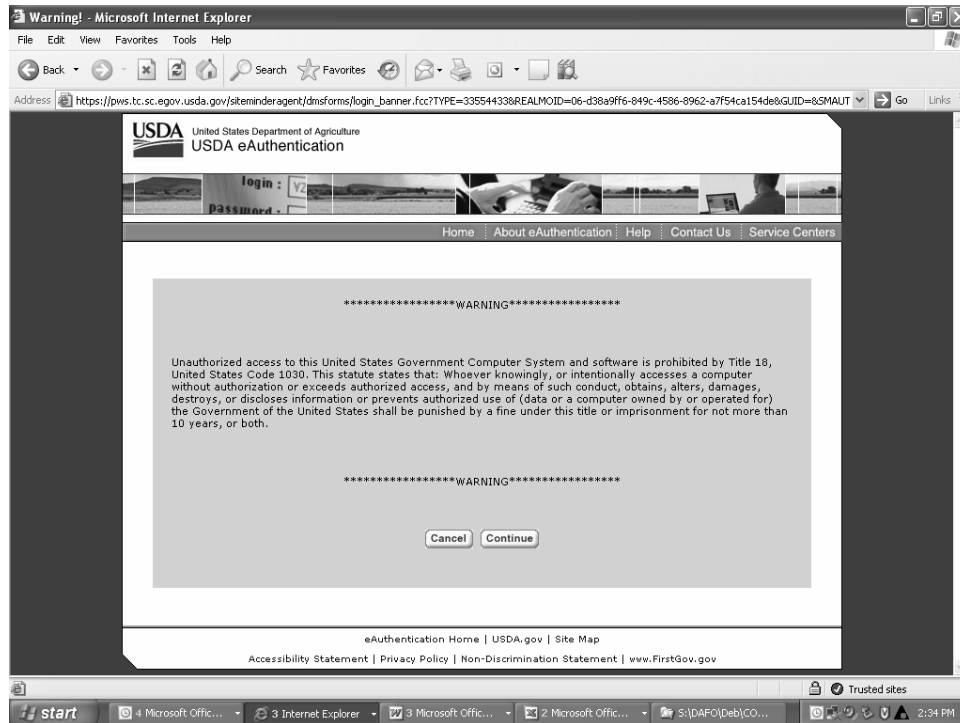 Warning! - Microsoft Internet Explorer
File Edit View Favorites Tools Help
Back Search Favorites
Address https://pws.tc.sc.egov.usda.gov/siteminderagent/dmsforms/login_banner.fcc?TYPE=33554433&REALMOID=06-d38a9ff6-849c-4586-8962-a7f54ca154de&GUID=&SMAUT Go Links
USDA United States Department of Agriculture
USDA eAuthentication
login :
password :
Home About eAuthentication Help Contact Us Service Centers
*****************WARNING*****************
Unauthorized access to this United States Government Computer System and software is prohibited by Title 18,
United States Code 1030. This statute states that: Whoever knowingly, or intentionally accesses a computer
without authorization or exceeds authorized access, and by means of such conduct, obtains, alters, damages,
destroys, or discloses information or prevents authorized use of (data or a computer owned by or operated for)
the Government of the United States shall be punished by a fine under this title or imprisonment for not more than
10 years, or both.
*****************WARNING*****************
Cancel Continue
eAuthentication Home | USDA.gov | Site Map
Accessibility Statement | Privacy Policy | Non-Discrimination Statement | www.FirstGov.gov
Trusted sites
start 4 Microsoft Offic... 3 Internet Explorer 3 Microsoft Offic... 2 Microsoft Offic... S:\DAFO\Deb\CO... 2:34 PM